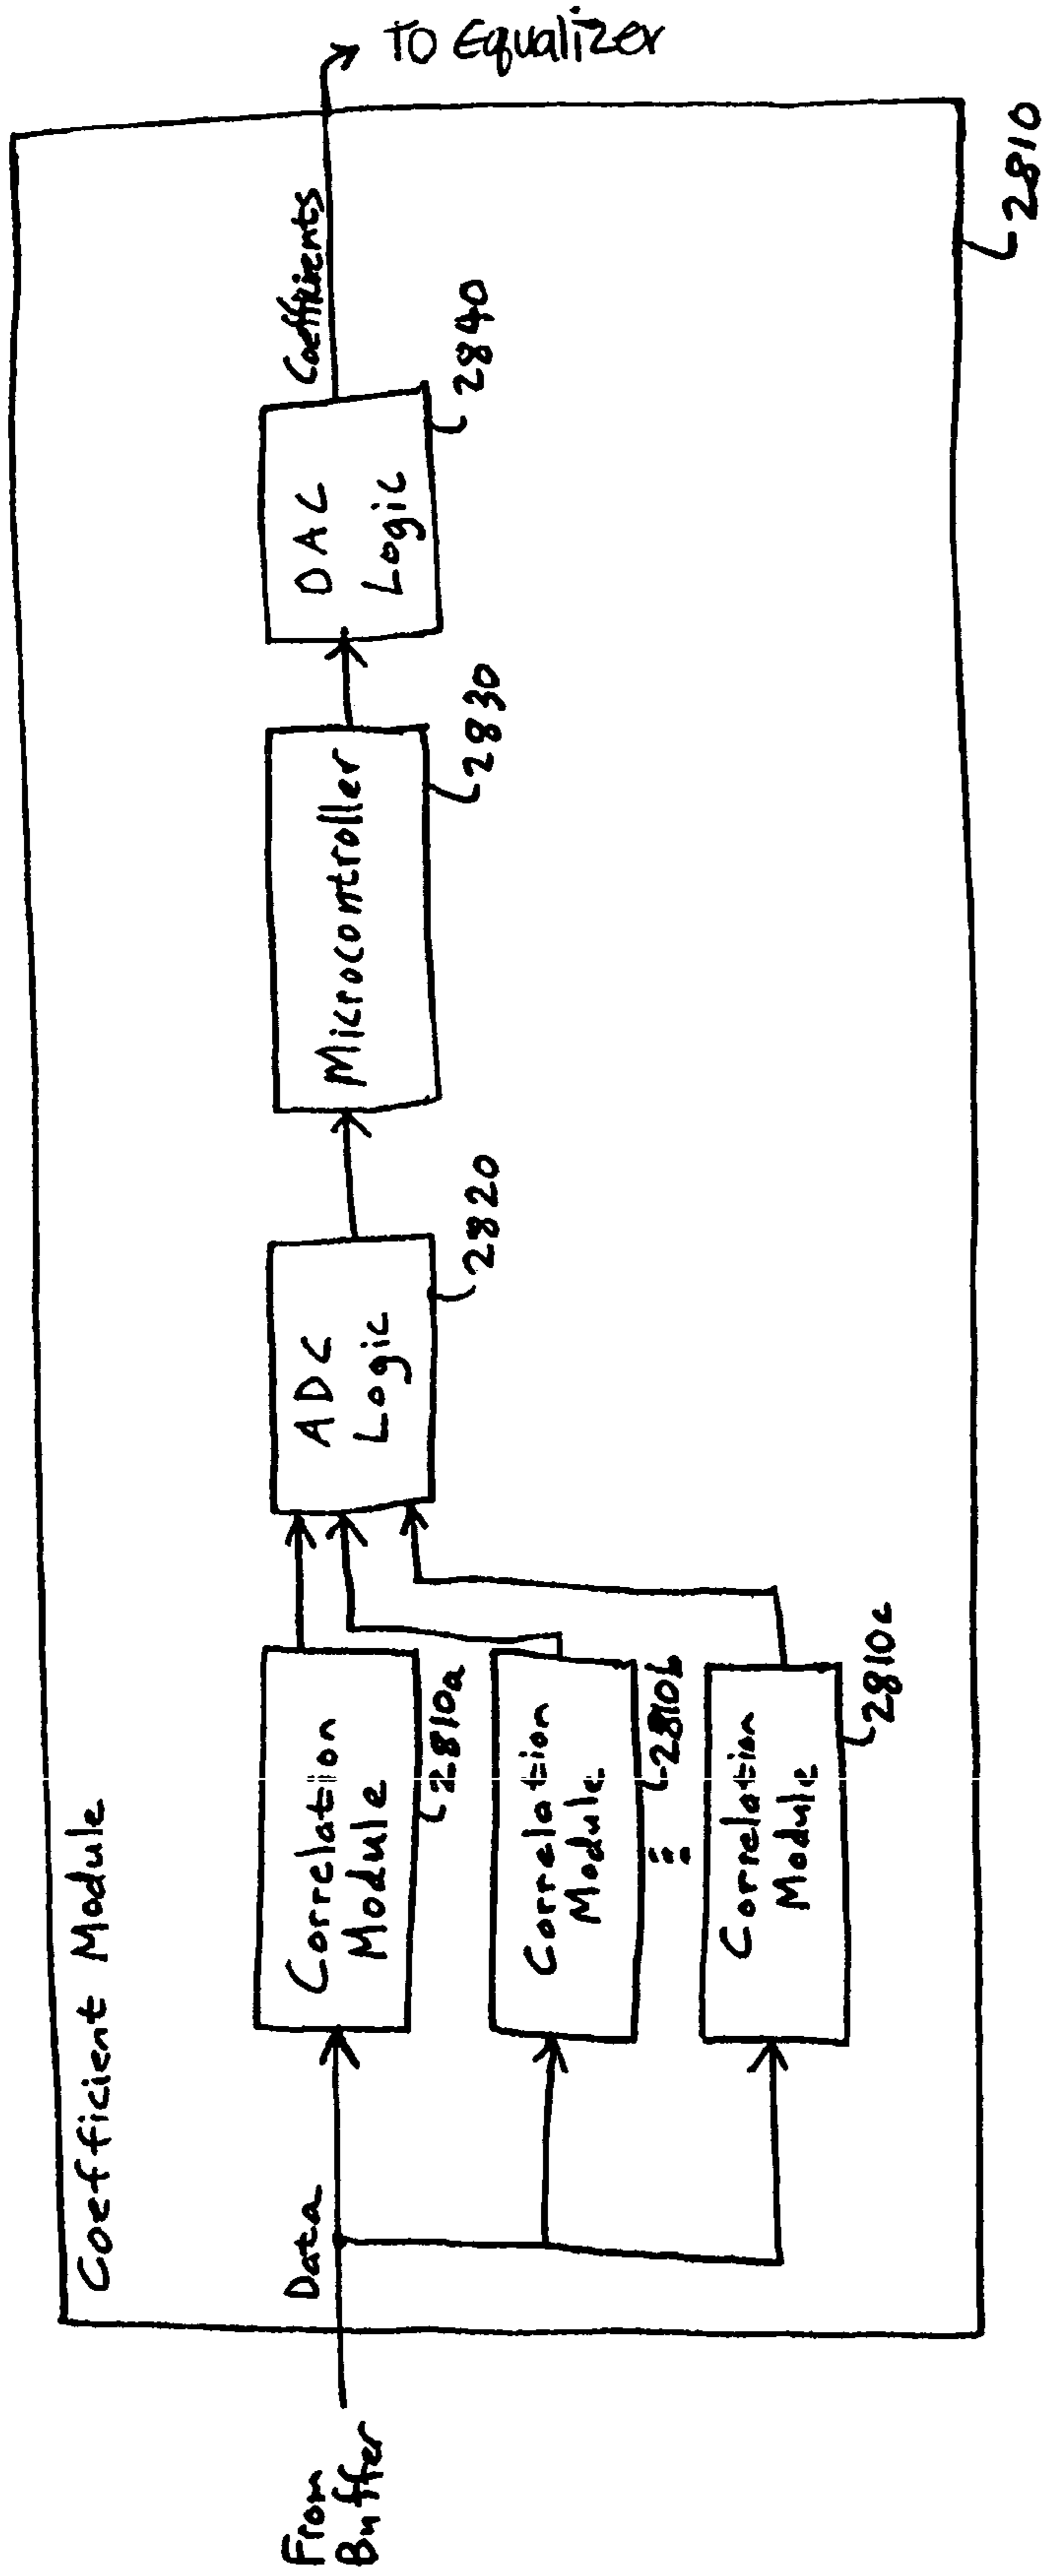 Coefficient Module
From
Buffer
Data
Correlation
Module
2810a
Correlation
Module
2810b
Correlation
Module
2810c
ADC
Logic
2820
Microcontroller
2830
DAC
Logic
2840
Coefficients
To Equalizer
2810